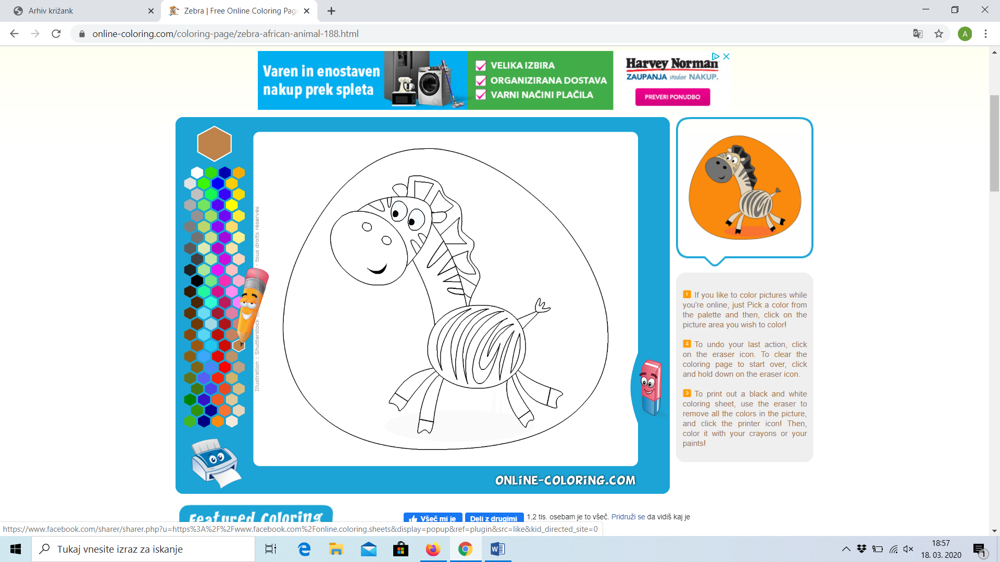 Arhiv križank
Zebra | Free Online Coloring Pag
online-coloring.com/coloring-page/zebra-african-animal-188.html
A
Varen in enostaven
nakup prek spleta
VELIKA IZBIRA
ORGANIZIRANA DOSTAVA
VARNI NAČINI PLAČILA
Harvey Norman
ZAUPANJA vreden NAKUP.
PREVERI PONUDBO
Illustration : Shutterstock - tous droits réservés
ONLINE-COLORING.COM
1 If you like to color pictures while
you're online, just Pick a color from
the palette and then, click on the
picture area you wish to color!
2 To undo your last action, click
on the eraser icon. To clear the
coloring page to start over, click
and hold down on the eraser icon.
3 To print out a black and white
coloring sheet, use the eraser to
remove all the colors in the picture,
and click the printer icon! Then,
color it with your crayons or your
paints!
Featured Coloring
Všeč mi je
Deli z drugimi
1,2 tis. osebam je to všeč. Pridruži se da vidiš kaj je
https://www.facebook.com/sharer/sharer.php?u=https%3A%2F%2Fwww.facebook.com%2Fonline.coloring.sheets&display=popup&ref=plugin&src=like&kid_directed_site=0
Tukaj vnesite izraz za iskanje
18:57
18. 03. 2020
1